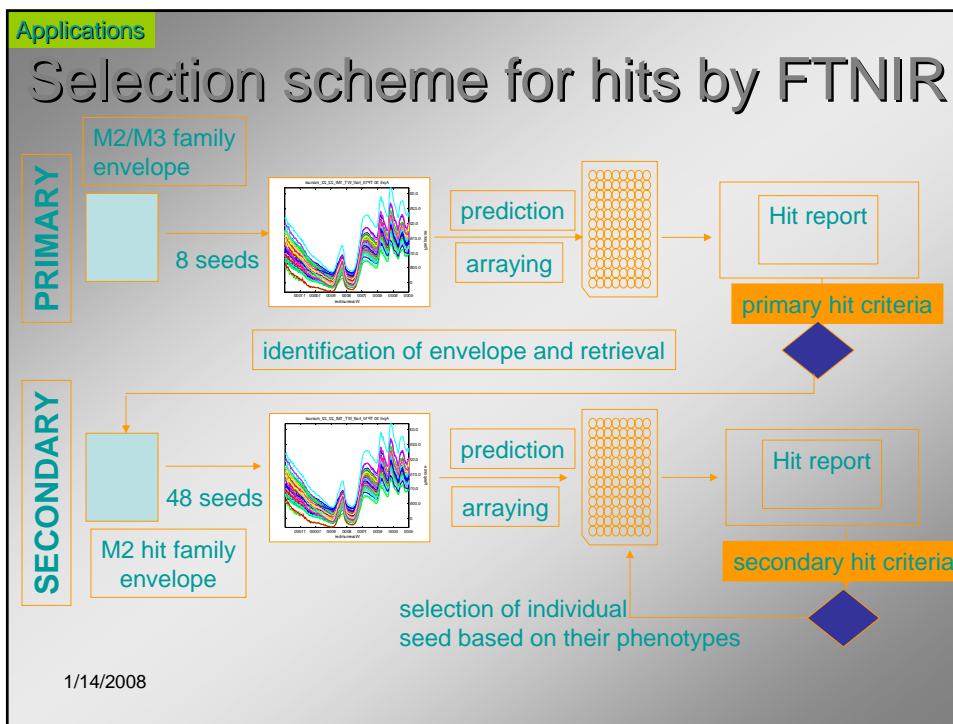 Applications
Selection scheme for hits by FTNIR
PRIMARY
M2/M3 family
envelope
8 seeds
prediction
arraying
Hit report
primary hit criteria
identification of envelope and retrieval
SECONDARY
48 seeds
M2 hit family
envelope
prediction
arraying
Hit report
secondary hit criteria
selection of individual
seed based on their phenotypes
1/14/2008